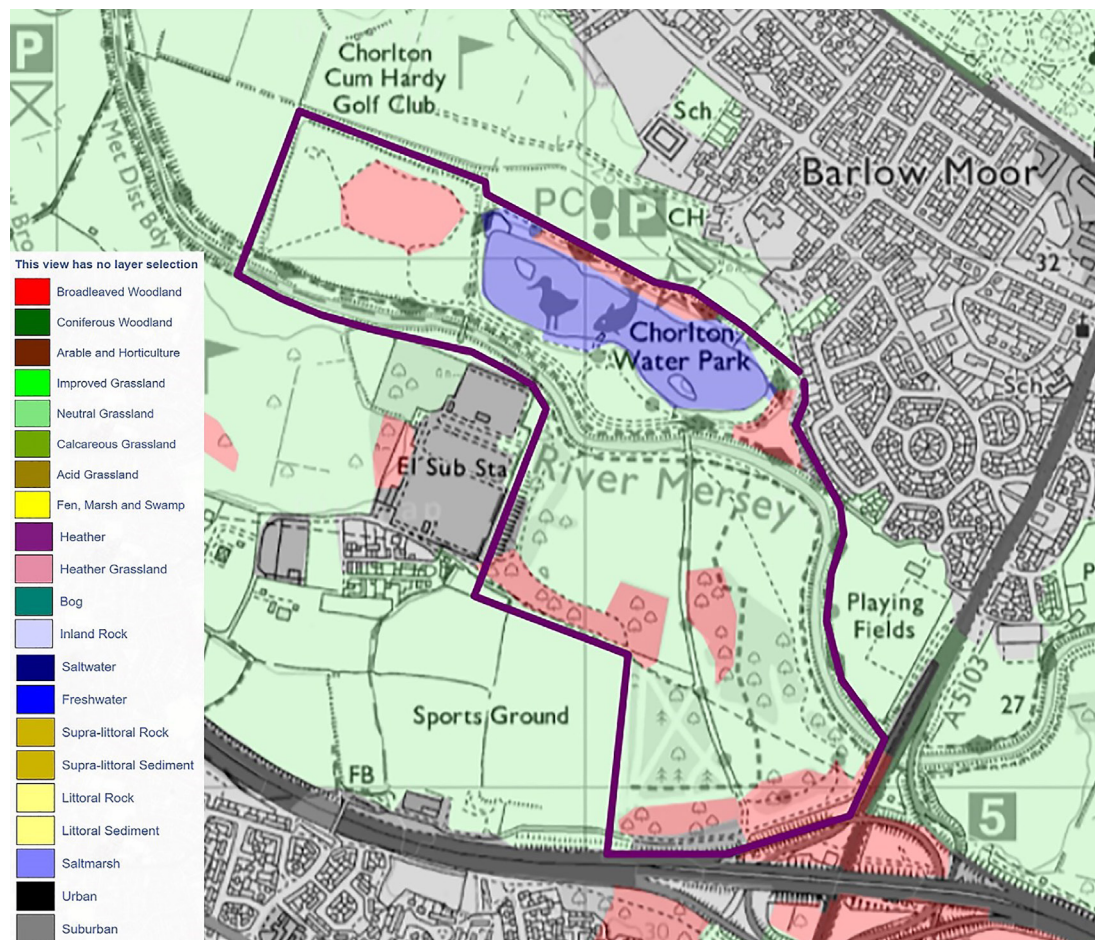 P
Chorlton
Cum Hardy
Golf Club
Sch
Barlow Moor
Met Dist Bdy
PC
P
CH
32
Chorlton
Water Park
Sch
El Sub Sta
River Mersey
Playing
Fields
A5103
27
Sports Ground
FB
5
30
This view has no layer selection
Broadleaved Woodland
Coniferous Woodland
Arable and Horticulture
Improved Grassland
Neutral Grassland
Calcareous Grassland
Acid Grassland
Fen, Marsh and Swamp
Heather
Heather Grassland
Bog
Inland Rock
Saltwater
Freshwater
Supra-littoral Rock
Supra-littoral Sediment
Littoral Rock
Littoral Sediment
Saltmarsh
Urban
Suburban